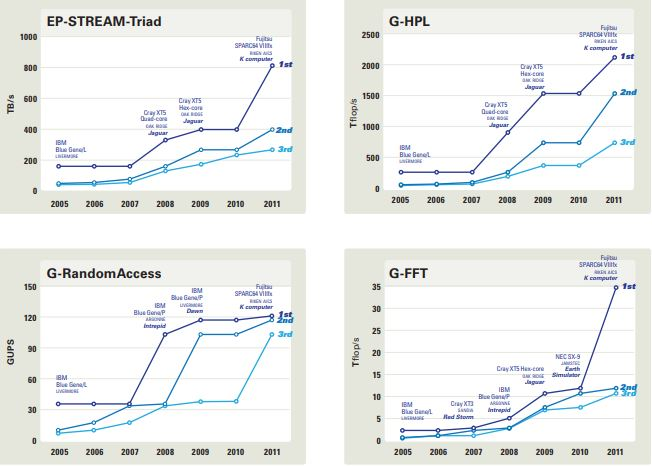 EP-STREAM-Triad
TB/s
1000
800
600
400
200
0
IBM
Blue Gene/L
LIVERMORE
Cray XT5
Quad-core
OAK RIDGE
Jaguar
Cray XT5
Hex-core
OAK RIDGE
Jaguar
Fujitsu
SPARC64 VIIIfx
RIKEN AICS
K computer
1st
2nd
3rd
2005 2006 2007 2008 2009 2010 2011
G-HPL
Tflop/s
2500
2000
1500
1000
500
0
IBM
Blue Gene/L
LIVERMORE
Cray XT5
Quad-core
OAK RIDGE
Jaguar
Cray XT5
Hex-core
OAK RIDGE
Jaguar
Fujitsu
SPARC64 VIIIfx
RIKEN AICS
K computer
1st
2nd
3rd
2005 2006 2007 2008 2009 2010 2011
G-RandomAccess
GUPS
150
120
90
60
30
0
IBM
Blue Gene/L
LIVERMORE
IBM
Blue Gene/P
ARGONNE
Intrepid
IBM
Blue Gene/P
LIVERMORE
Dawn
Fujitsu
SPARC64 VIIIfx
RIKEN AICS
K computer
1st
2nd
3rd
2005 2006 2007 2008 2009 2010 2011
G-FFT
Tflop/s
35
30
25
20
15
10
5
0
IBM
Blue Gene/L
LIVERMORE
Cray XT3
SANDIA
Red Storm
IBM
Blue Gene/P
ARGONNE
Intrepid
Cray XT5 Hex-core
OAK RIDGE
Jaguar
NEC SX-9
JAMSTEC
Earth
Simulator
Fujitsu
SPARC64 VIIIfx
RIKEN AICS
K computer
1st
2nd
3rd
2005 2006 2007 2008 2009 2010 2011